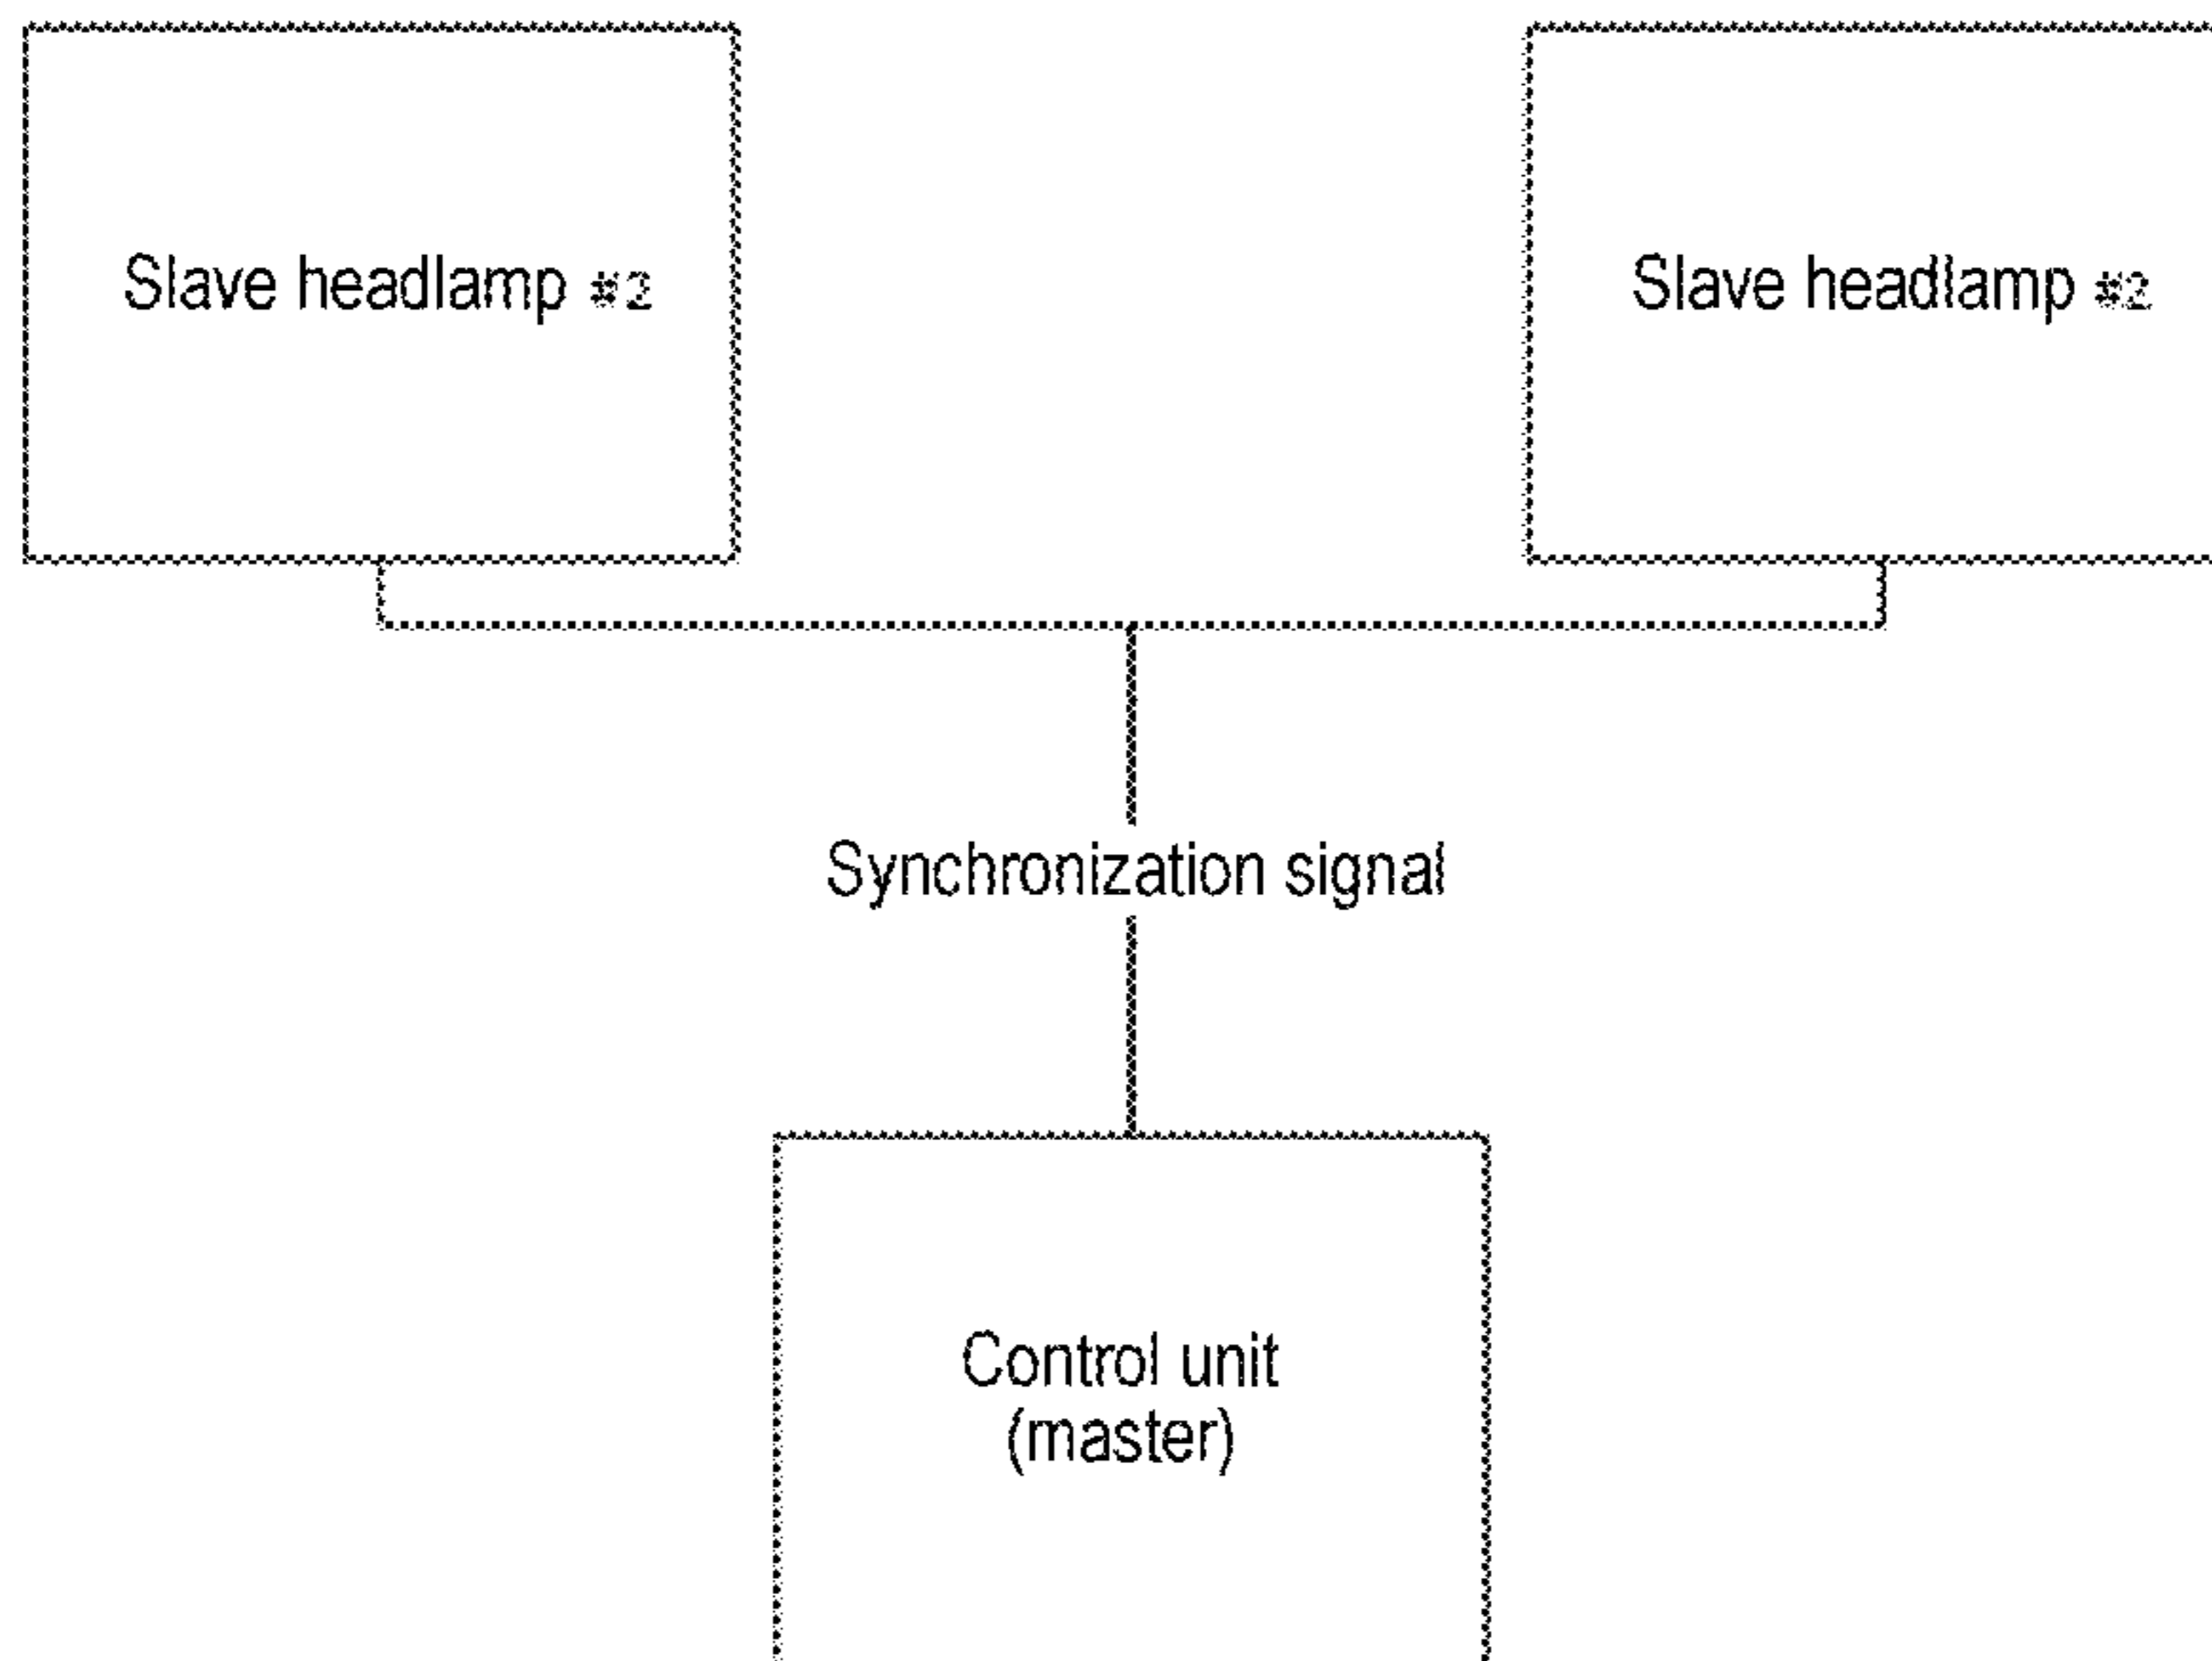 Slave headlamp #2
Slave headlamp #2
Synchronization signal
Control unit
(master)